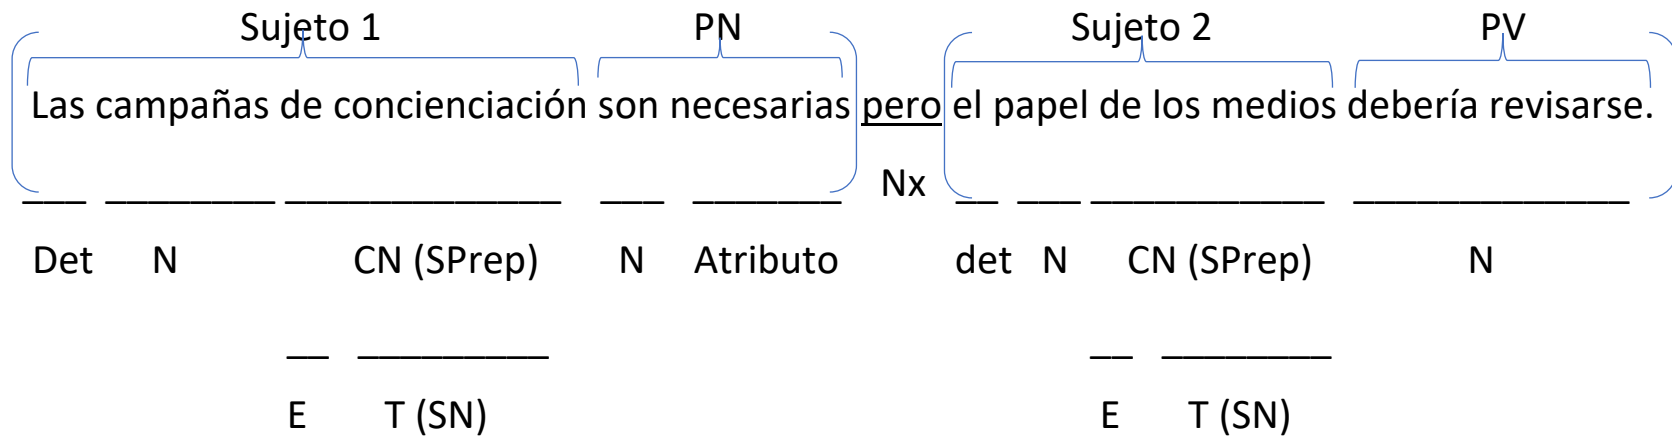 Sujeto 1 PN Sujeto 2 PV
Las campañas de concienciación son necesarias pero el papel de los medios debería revisarse.
Nx
Det N CN (SPrep) N Atributo det N CN (SPrep) N
E T (SN) E T (SN)